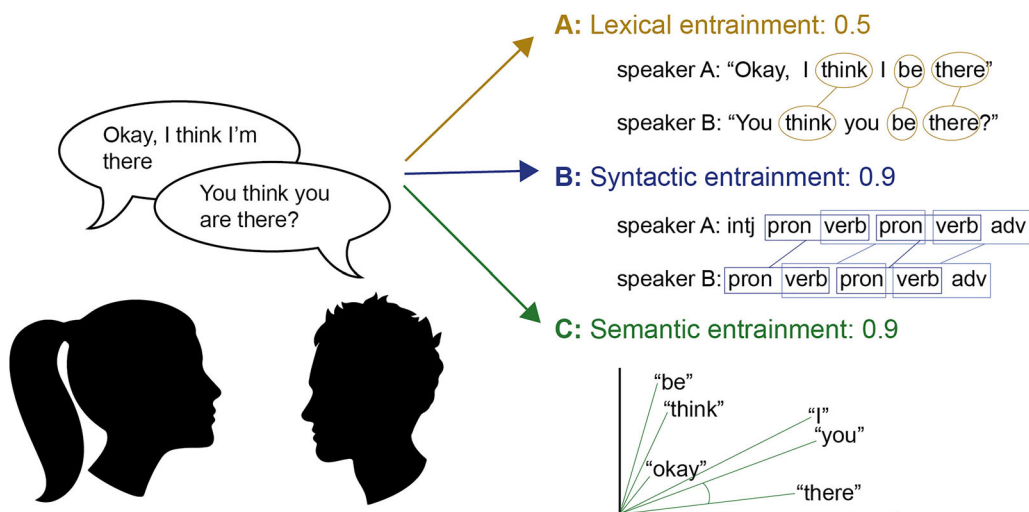 Okay, I think I'm
there
You think you
are there?
A: Lexical entrainment: 0.5
speaker A: “Okay, I think I be there”
speaker B: “You think you be there?”
B: Syntactic entrainment: 0.9
speaker A: intj pron verb pron verb adv
speaker B: pron verb pron verb adv
C: Semantic entrainment: 0.9
“be”
“think”
“I”
“you”
“okay”
“there”